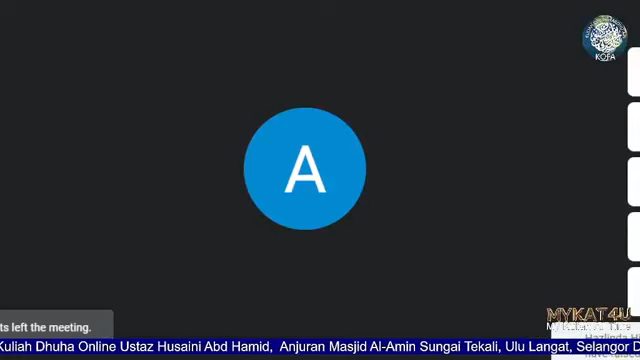 KOFA
A
MYKAT4U
ts left the meeting.
Kuliah Dhuha Online Ustaz Husaini Abd Hamid, Anjuran Masjid Al-Amin Sungai Tekali, Ulu Langat, Selangor D